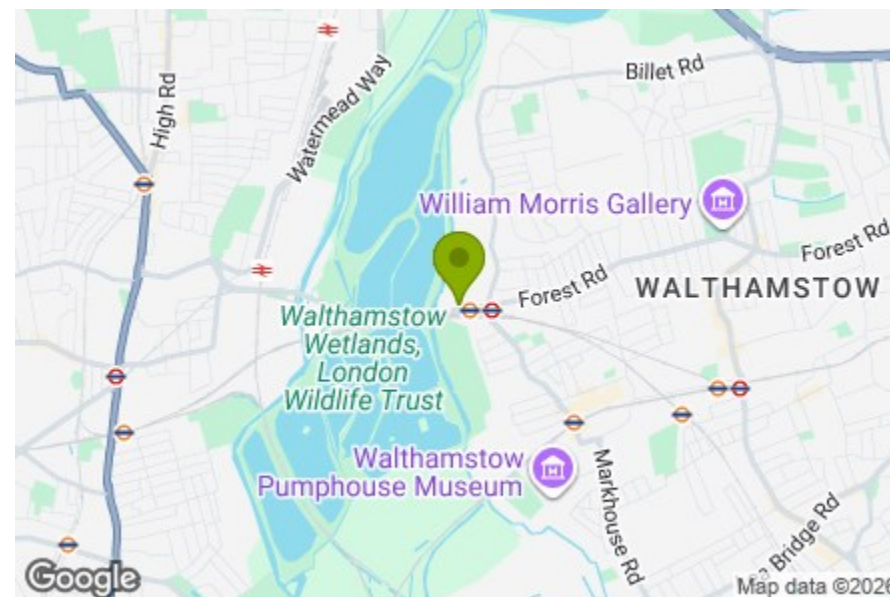 High Rd
Watermead Way
Billet Rd
William Morris Gallery
Forest Rd
Forest Rd
WALTHAMSTOW
Walthamstow
Wetlands,
London
Wildlife Trust
Walthamstow
Pumphouse Museum
Markhouse Rd
ea Bridge Rd
Google
Map data ©2026